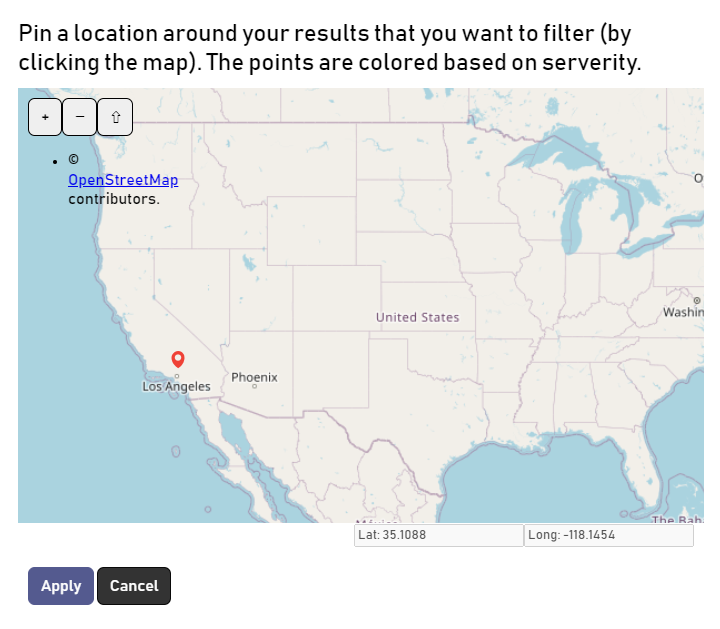 Pin a location around your results that you want to filter (by
clicking the map). The points are colored based on serverity.
+ − ⇧
• ©
OpenStreetMap
contributors.
O
United States
Washin
Phoenix
Los Angeles
The Bah
Lat: 35.1088 Long: -118.1454
Apply Cancel